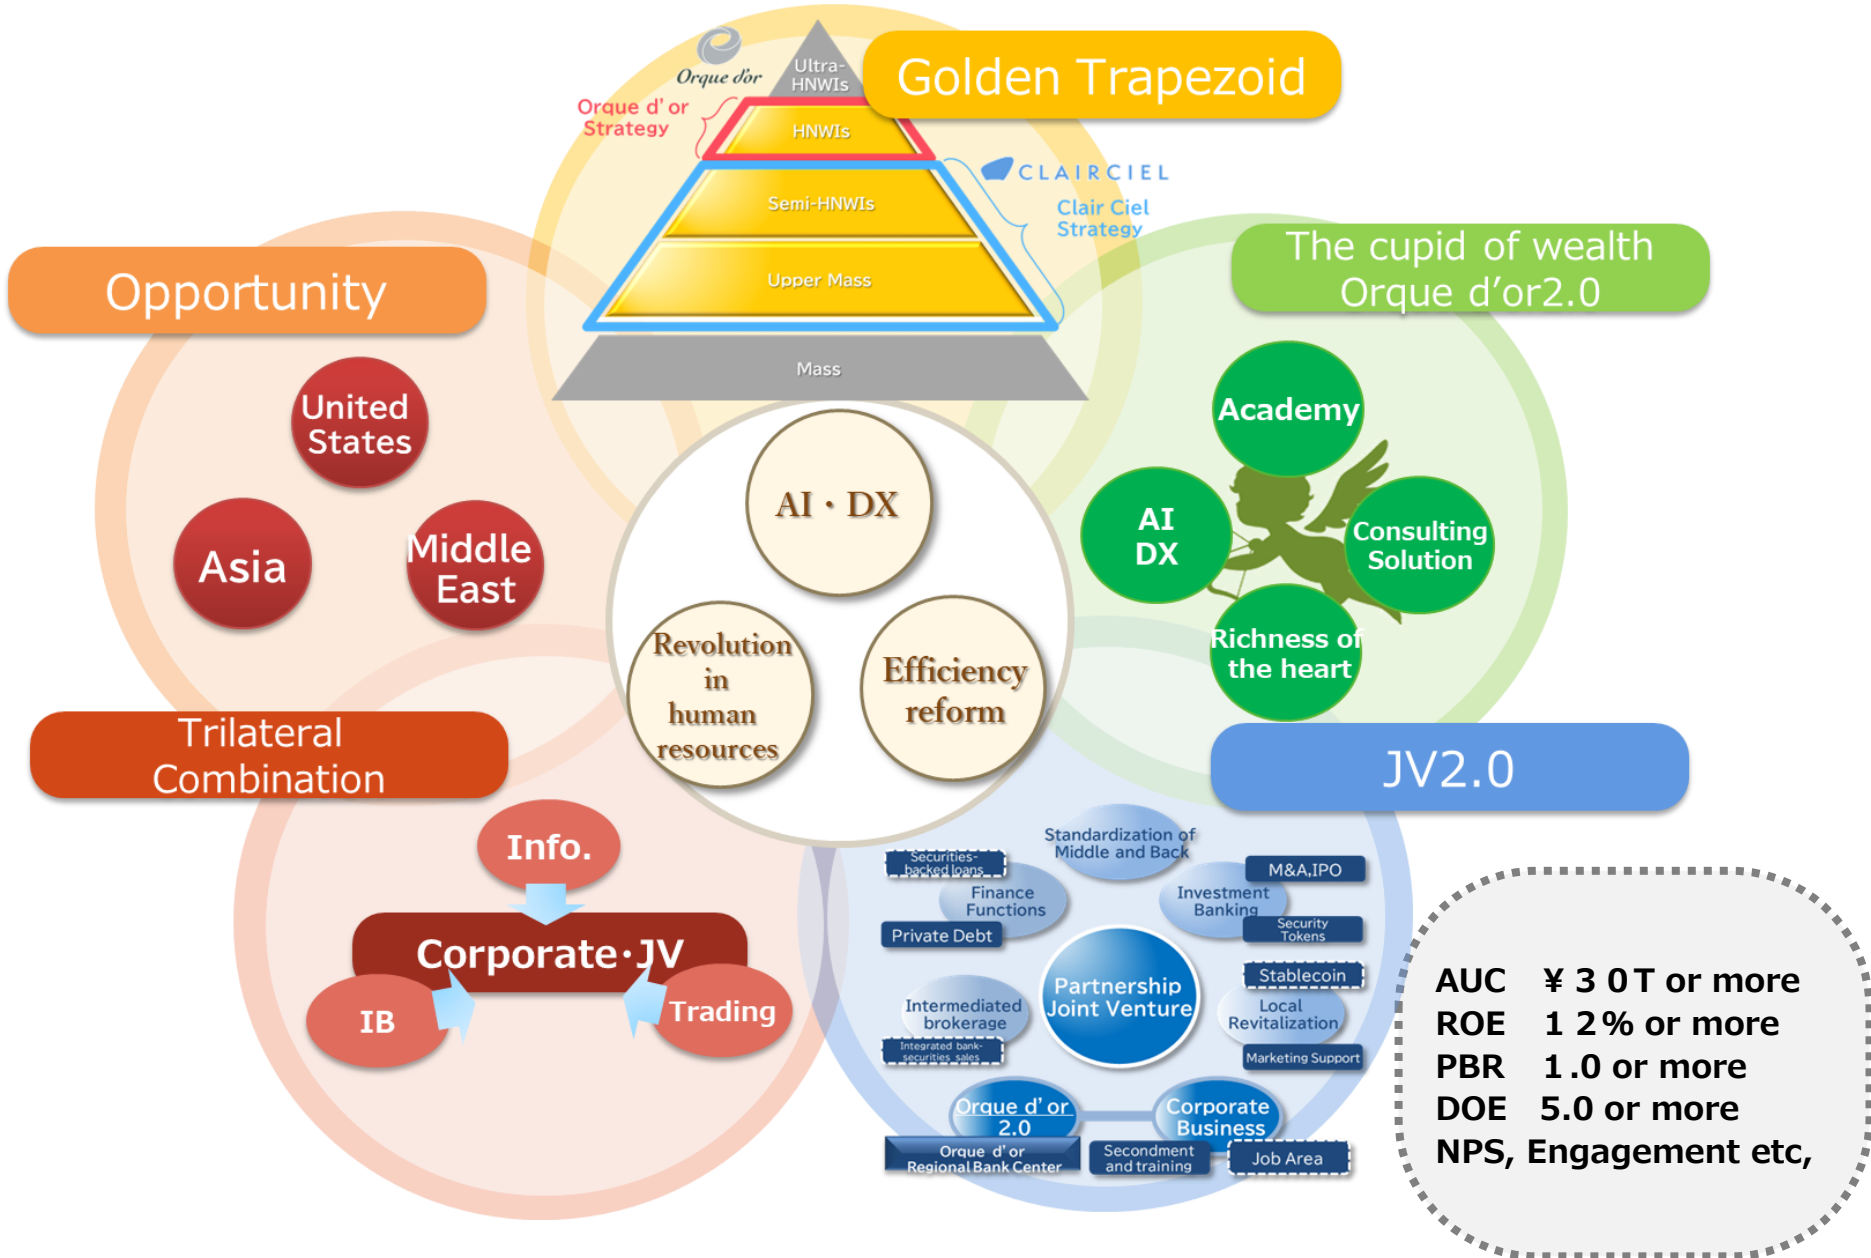 Orque d'or
Ultra-
HNWIs
Golden Trapezoid
Orque d' or
Strategy
HNWIs
CLAIRCIEL
Clair Ciel
Strategy
Semi-HNWIs
Upper Mass
Mass
Opportunity
United
States
Asia
Middle
East
The cupid of wealth
Orque d'or2.0
Academy
AI
DX
Consulting
Solution
Richness of
the heart
AI・DX
Revolution
in
human
resources
Efficiency
reform
Trilateral
Combination
Info.
Corporate・JV
IB
Trading
JV2.0
Standardization of
Middle and Back
Securities-
backed loans
Finance
Functions
Private Debt
M&A,IPO
Investment
Banking
Security
Tokens
Partnership
Joint Venture
Stablecoin
Local
Revitalization
Marketing Support
Intermediated
brokerage
Integrated bank-
securities sales
Orque d' or
2.0
Orque d' or
Regional Bank Center
Corporate
Business
Secondment
and training
Job Area
AUC ¥３０T or more
ROE １２% or more
PBR １.0 or more
DOE 5.0 or more
NPS, Engagement etc,